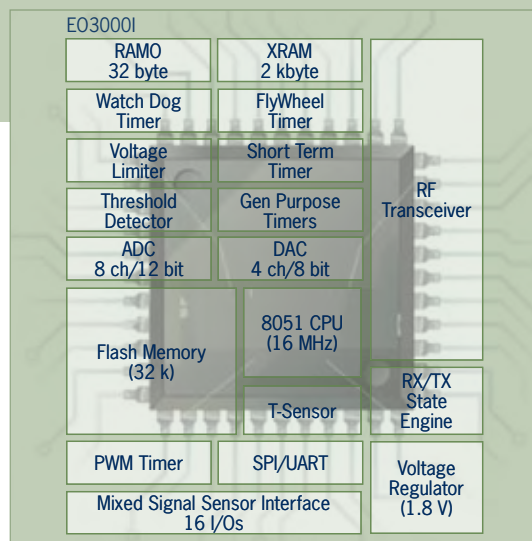 EO3000I
RAMO
32 byte
XRAM
2 kbyte
Watch Dog
Timer
FlyWheel
Timer
Voltage
Limiter
Short Term
Timer
Threshold
Detector
Gen Purpose
Timers
RF
Transceiver
ADC
8 ch/12 bit
DAC
4 ch/8 bit
Flash Memory
(32 k)
8051 CPU
(16 MHz)
T-Sensor
RX/TX
State
Engine
PWM Timer
SPI/UART
Voltage
Regulator
(1.8 V)
Mixed Signal Sensor Interface
16 I/Os